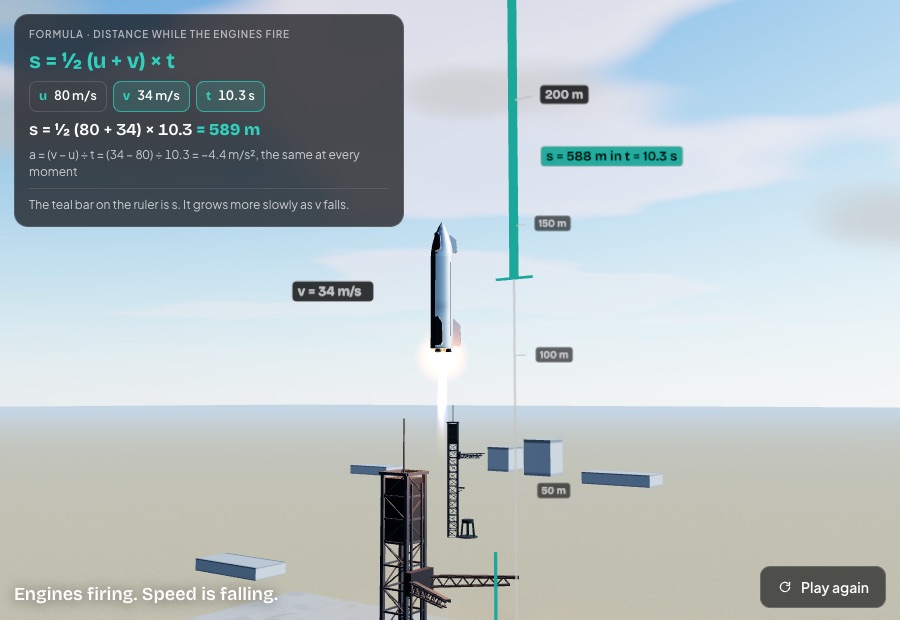 FORMULA · DISTANCE WHILE THE ENGINES FIRE
s = ½ (u + v) × t
u 80 m/s v 34 m/s t 10.3 s
s = ½ (80 + 34) × 10.3 = 589 m
a = (v − u) ÷ t = (34 − 80) ÷ 10.3 = −4.4 m/s², the same at every
moment
The teal bar on the ruler is s. It grows more slowly as v falls.
200 m
s = 588 m in t = 10.3 s
150 m
v = 34 m/s
100 m
50 m
Engines firing. Speed is falling.
Play again